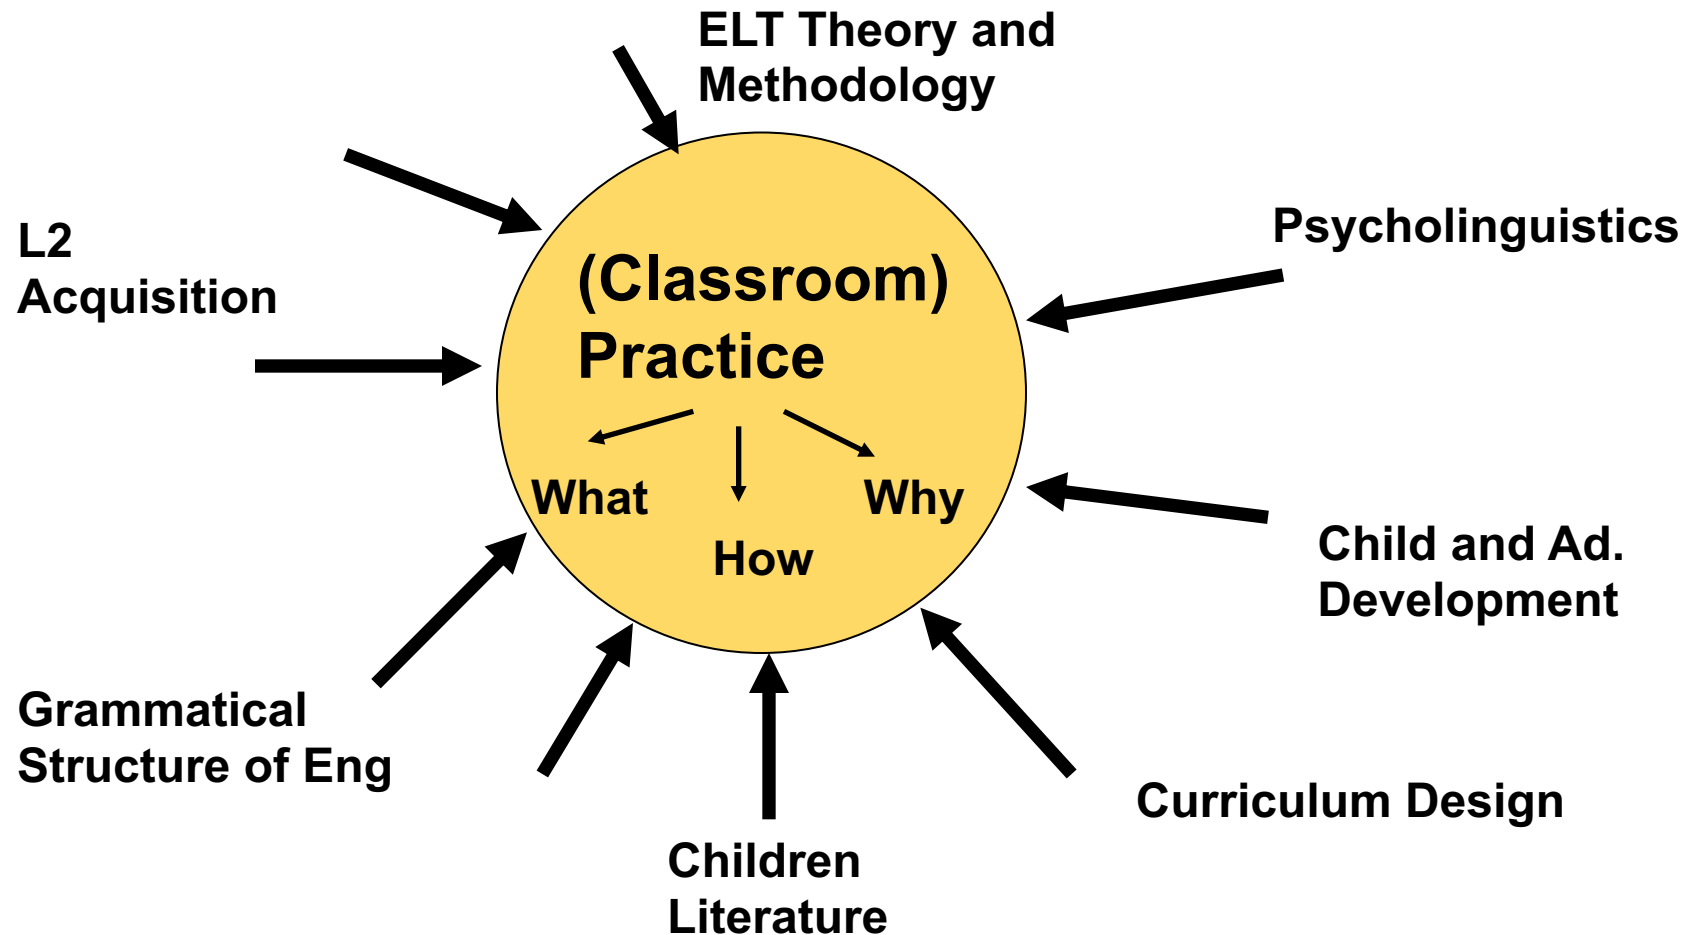 ELT Theory and
Methodology
L2
Acquisition
Psycholinguistics
(Classroom)
Practice
What
How
Why
Child and Ad.
Development
Grammatical
Structure of Eng
Curriculum Design
Children
Literature